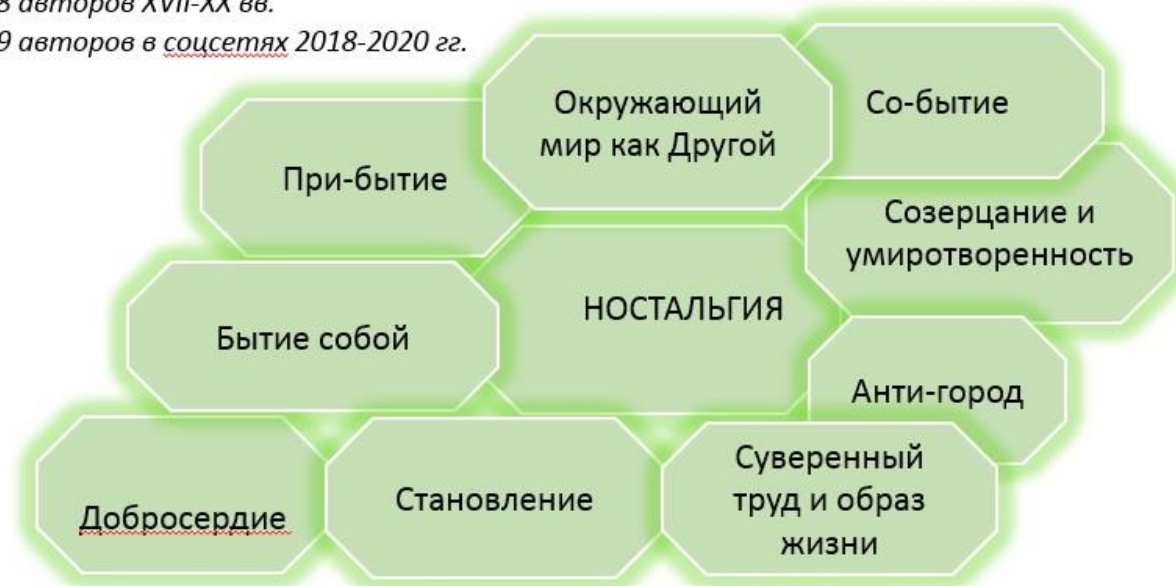 8 авторов XVII-XX вв.
9 авторов в соцсетях 2018-2020 гг.
Окружающий
мир как Другой
Со-бытие
При-бытие
Созерцание и
умиротворенность
НОСТАЛЬГИЯ
Бытие собой
Анти-город
Добросердие
Становление
Суверенный
труд и образ
жизни